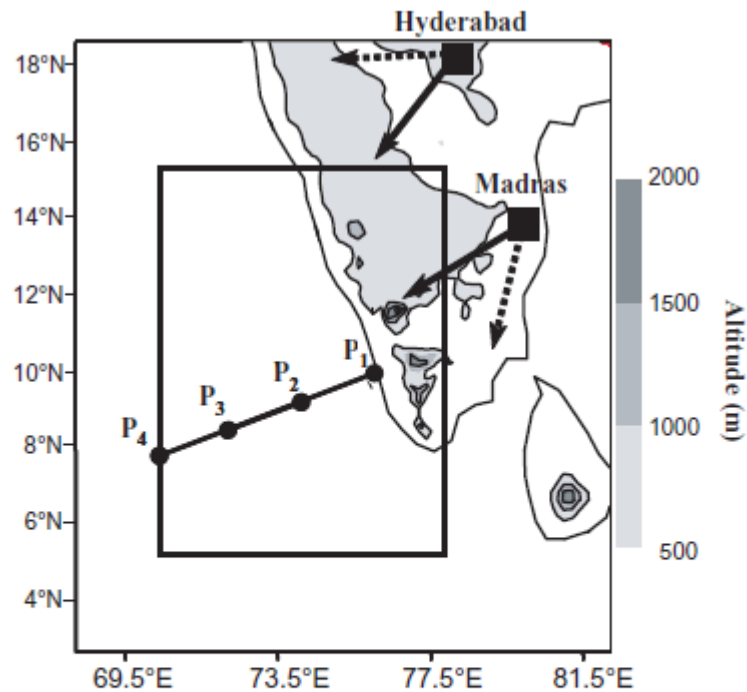 Hyderabad
18°N
16°N
14°N
12°N
10°N
8°N
6°N
4°N
Madras
P1
P2
P3
P4
2000
1500
1000
500
Altitude (m)
69.5°E
73.5°E
77.5°E
81.5°E